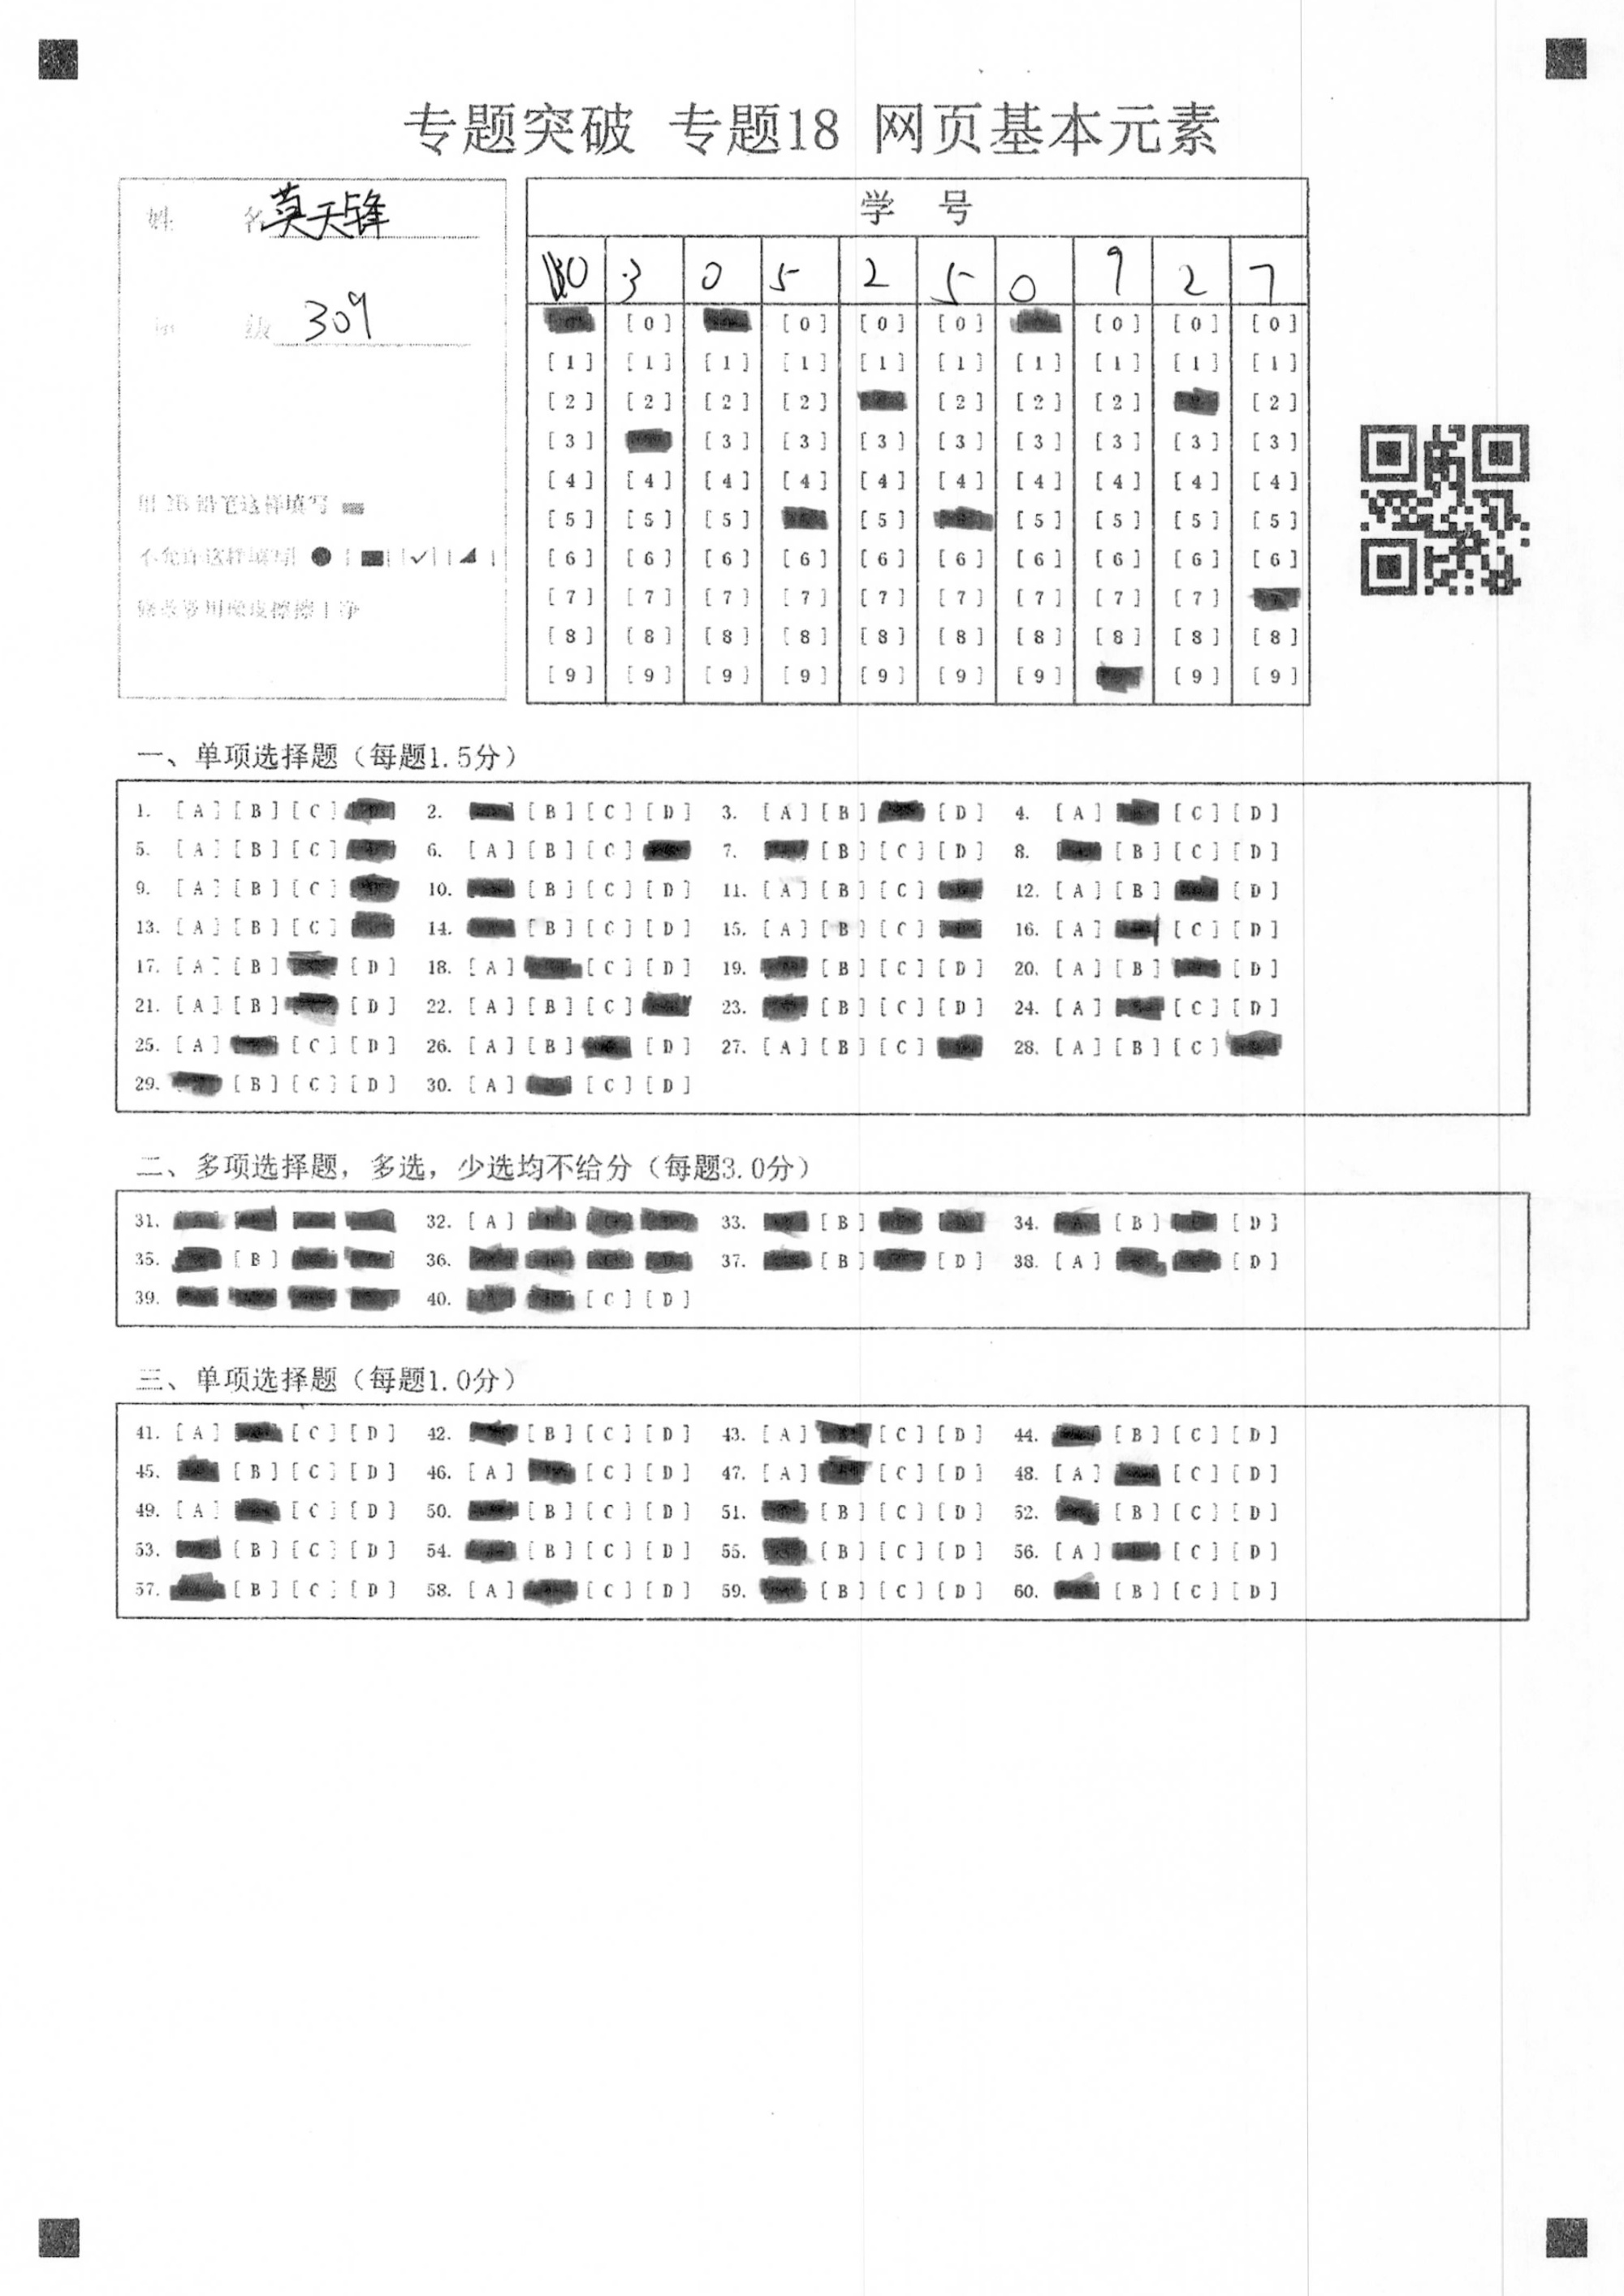 专题突破 专题18 网页基本元素
姓 名 莫天锋
级 309
用 2B 铅笔这样填写
不允许这样填写
修改要用橡皮擦擦干净
学 号
0 3 0 5 2 5 0 9 2 7
[0] [0] [0] [0] [0] [0] [0]
[1] [1] [1] [1] [1] [1] [1] [1] [1] [1]
[2] [2] [2] [2] [2] [2] [2] [2]
[3] [3] [3] [3] [3] [3] [3] [3] [3]
[4] [4] [4] [4] [4] [4] [4] [4] [4] [4]
[5] [5] [5] [5] [5] [5] [5] [5]
[6] [6] [6] [6] [6] [6] [6] [6] [6] [6]
[7] [7] [7] [7] [7] [7] [7] [7] [7]
[8] [8] [8] [8] [8] [8] [8] [8] [8] [8]
[9] [9] [9] [9] [9] [9] [9] [9] [9]
一、单项选择题（每题1.5分）
1. [A] [B] [C] 2. [B] [C] [D] 3. [A] [B] [D] 4. [A] [C] [D]
5. [A] [B] [C] 6. [A] [B] [C] 7. [B] [C] [D] 8. [B] [C] [D]
9. [A] [B] [C] 10. [B] [C] [D] 11. [A] [B] [C] 12. [A] [B] [D]
13. [A] [B] [C] 14. [B] [C] [D] 15. [A] [B] [C] 16. [A] [C] [D]
17. [A] [B] [D] 18. [A] [C] [D] 19. [B] [C] [D] 20. [A] [B] [D]
21. [A] [B] [D] 22. [A] [B] [C] 23. [B] [C] [D] 24. [A] [C] [D]
25. [A] [C] [D] 26. [A] [B] [D] 27. [A] [B] [C] 28. [A] [B] [C]
29. [B] [C] [D] 30. [A] [C] [D]
二、多项选择题，多选，少选均不给分（每题3.0分）
31. 32. [A] 33. [B] 34. [B] [D]
35. [B] 36. 37. [B] [D] 38. [A] [D]
39. 40. [C] [D]
三、单项选择题（每题1.0分）
41. [A] [C] [D] 42. [B] [C] [D] 43. [A] [C] [D] 44. [B] [C] [D]
45. [B] [C] [D] 46. [A] [C] [D] 47. [A] [C] [D] 48. [A] [C] [D]
49. [A] [C] [D] 50. [B] [C] [D] 51. [B] [C] [D] 52. [B] [C] [D]
53. [B] [C] [D] 54. [B] [C] [D] 55. [B] [C] [D] 56. [A] [C] [D]
57. [B] [C] [D] 58. [A] [C] [D] 59. [B] [C] [D] 60. [B] [C] [D]